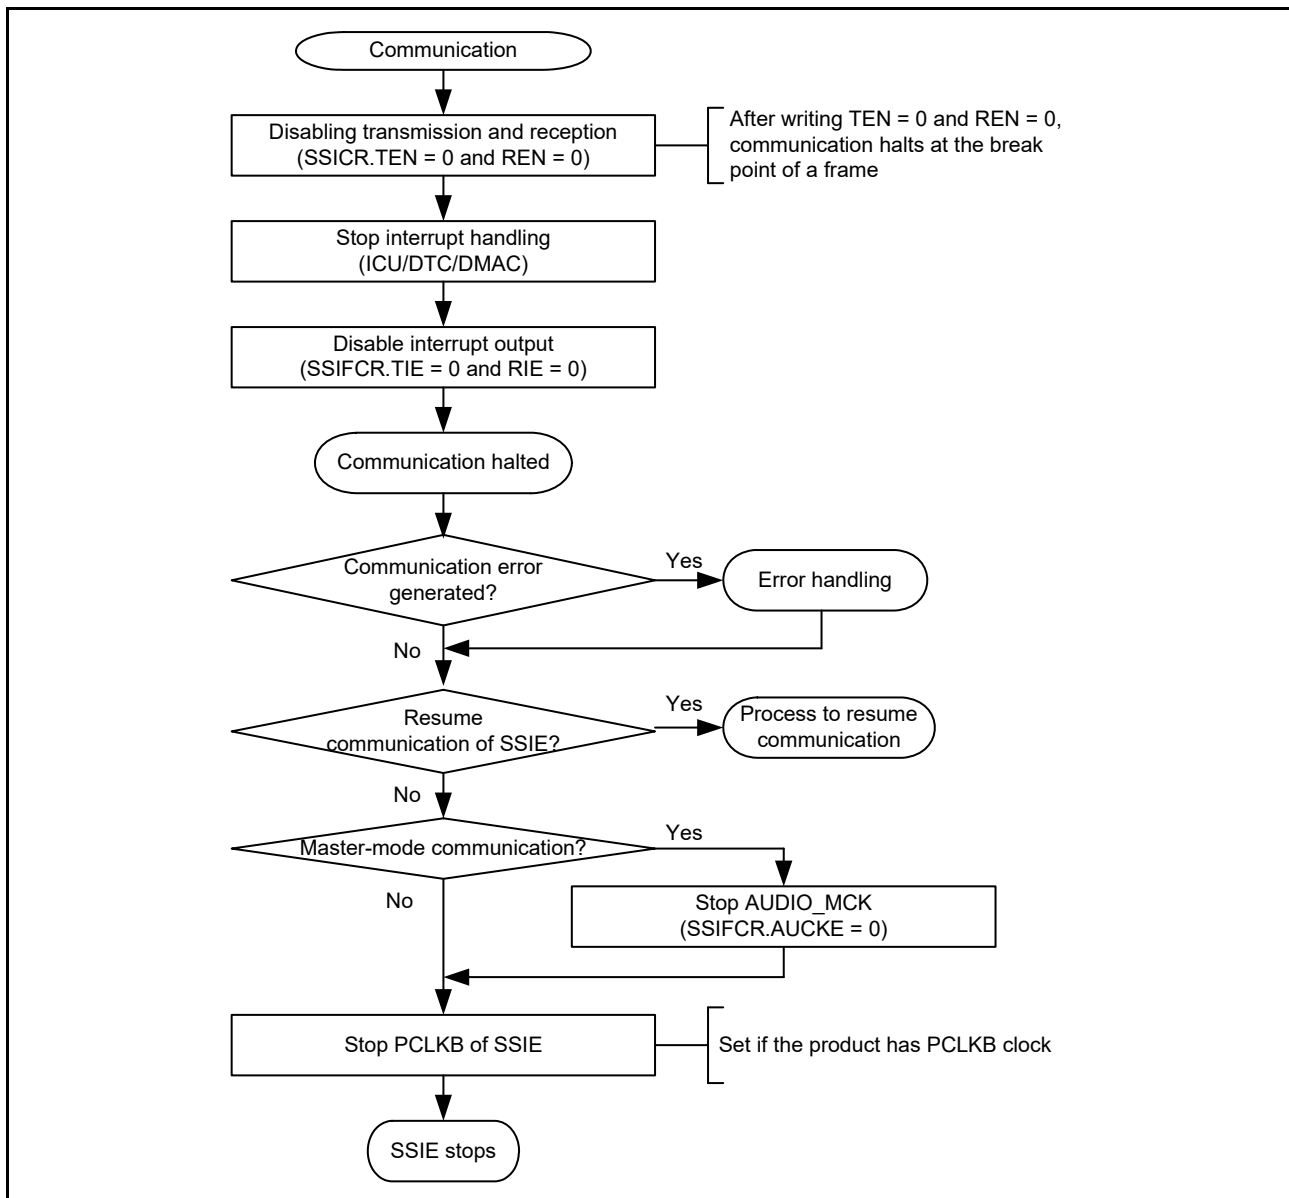 Communication
Disabling transmission and reception
(SSICR.TEN = 0 and REN = 0)
After writing TEN = 0 and REN = 0,
communication halts at the break
point of a frame
Stop interrupt handling
(ICU/DTC/DMAC)
Disable interrupt output
(SSIFCR.TIE = 0 and RIE = 0)
Communication halted
Communication error
generated?
Yes
Error handling
No
Resume
communication of SSIE?
Yes
Process to resume
communication
No
Master-mode communication?
Yes
No
Stop AUDIO_MCK
(SSIFCR.AUCKE = 0)
Stop PCLKB of SSIE
Set if the product has PCLKB clock
SSIE stops